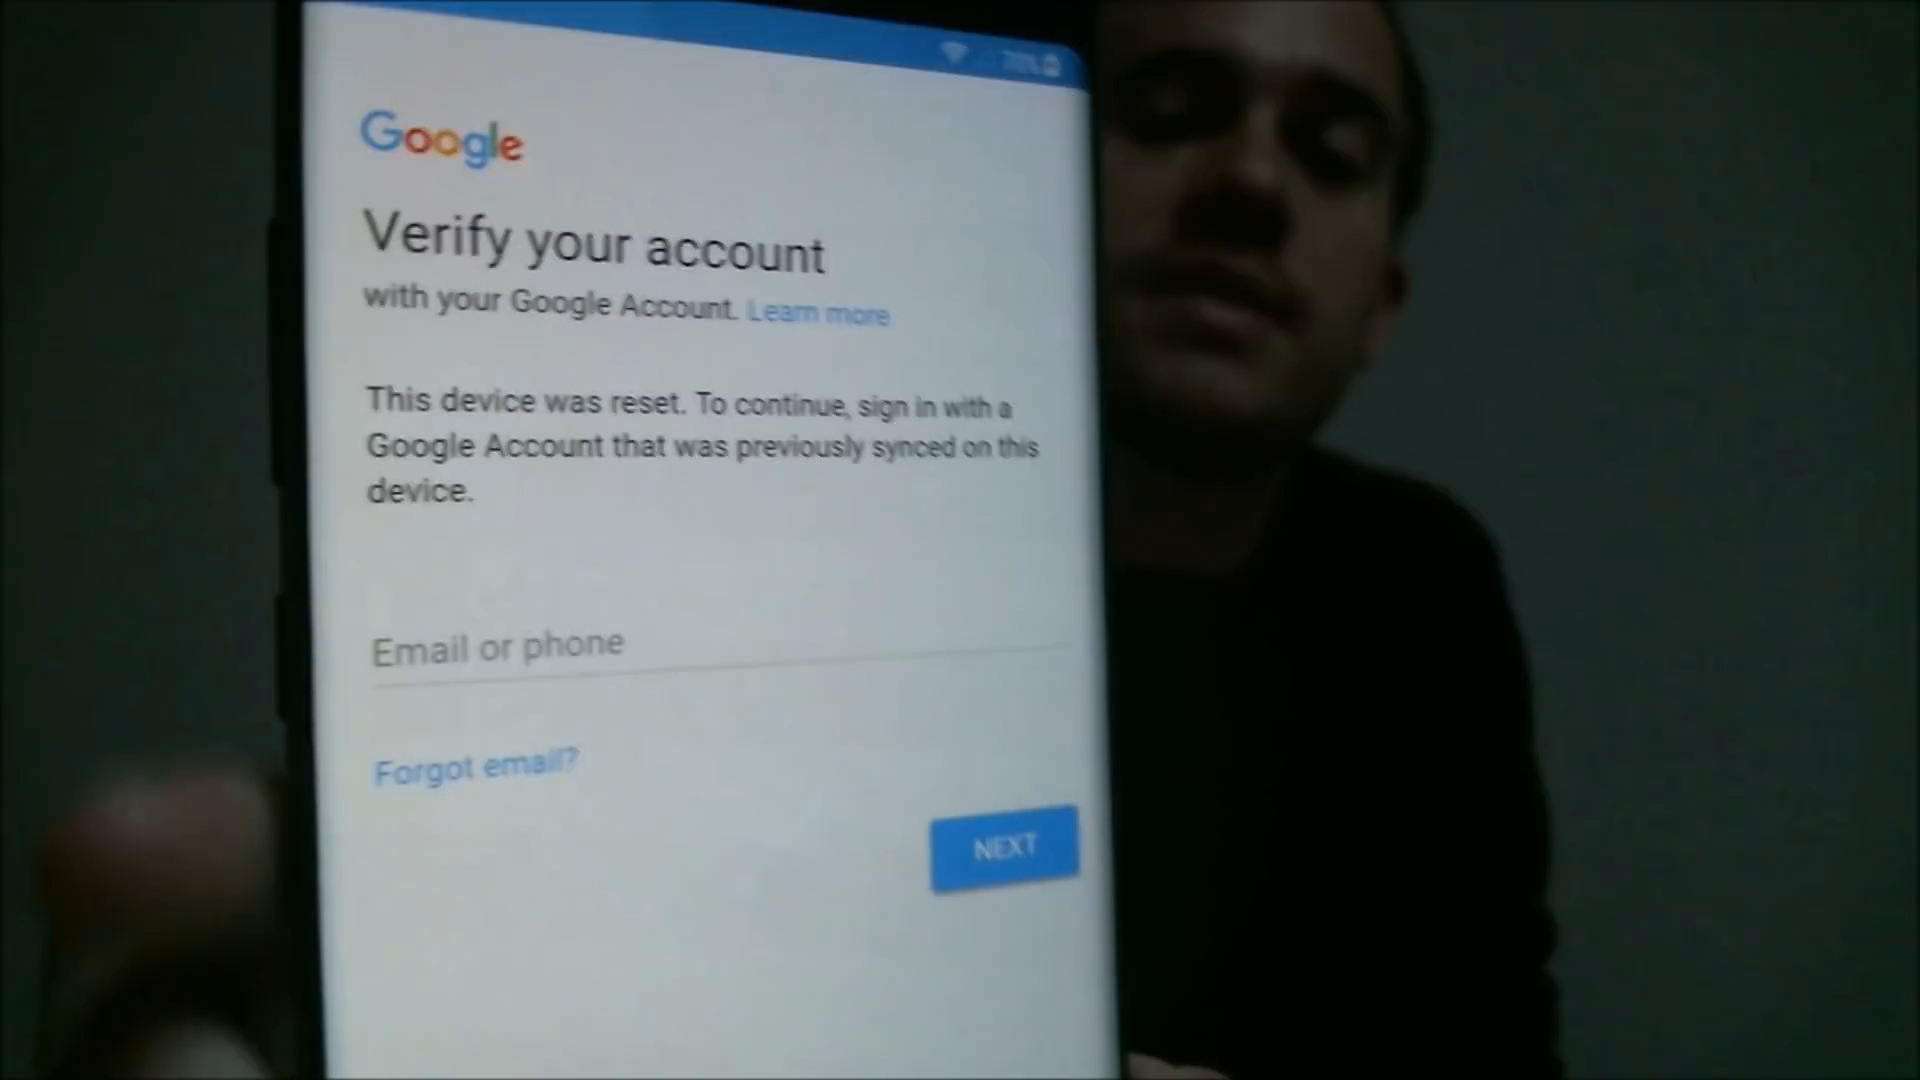 Google
Verify your account
with your Google Account. Learn more
This device was reset. To continue, sign in with a
Google Account that was previously synced on this
device.
Email or phone
Forgot email?
NEXT